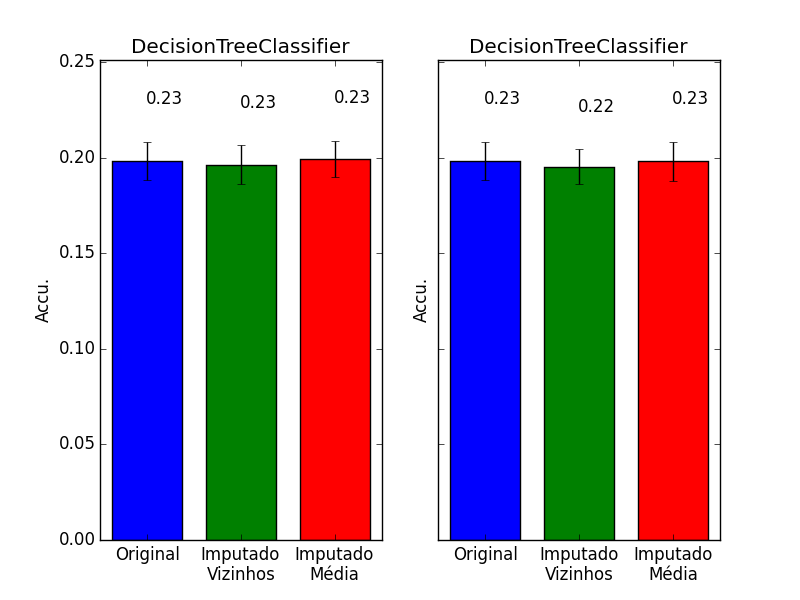 DecisionTreeClassifier
0.25
0.20
0.15
0.10
0.05
0.00
Accu.
0.23
0.23
0.23
Original
Imputado
Vizinhos
Imputado
Média
DecisionTreeClassifier
Accu.
0.23
0.22
0.23
Original
Imputado
Vizinhos
Imputado
Média